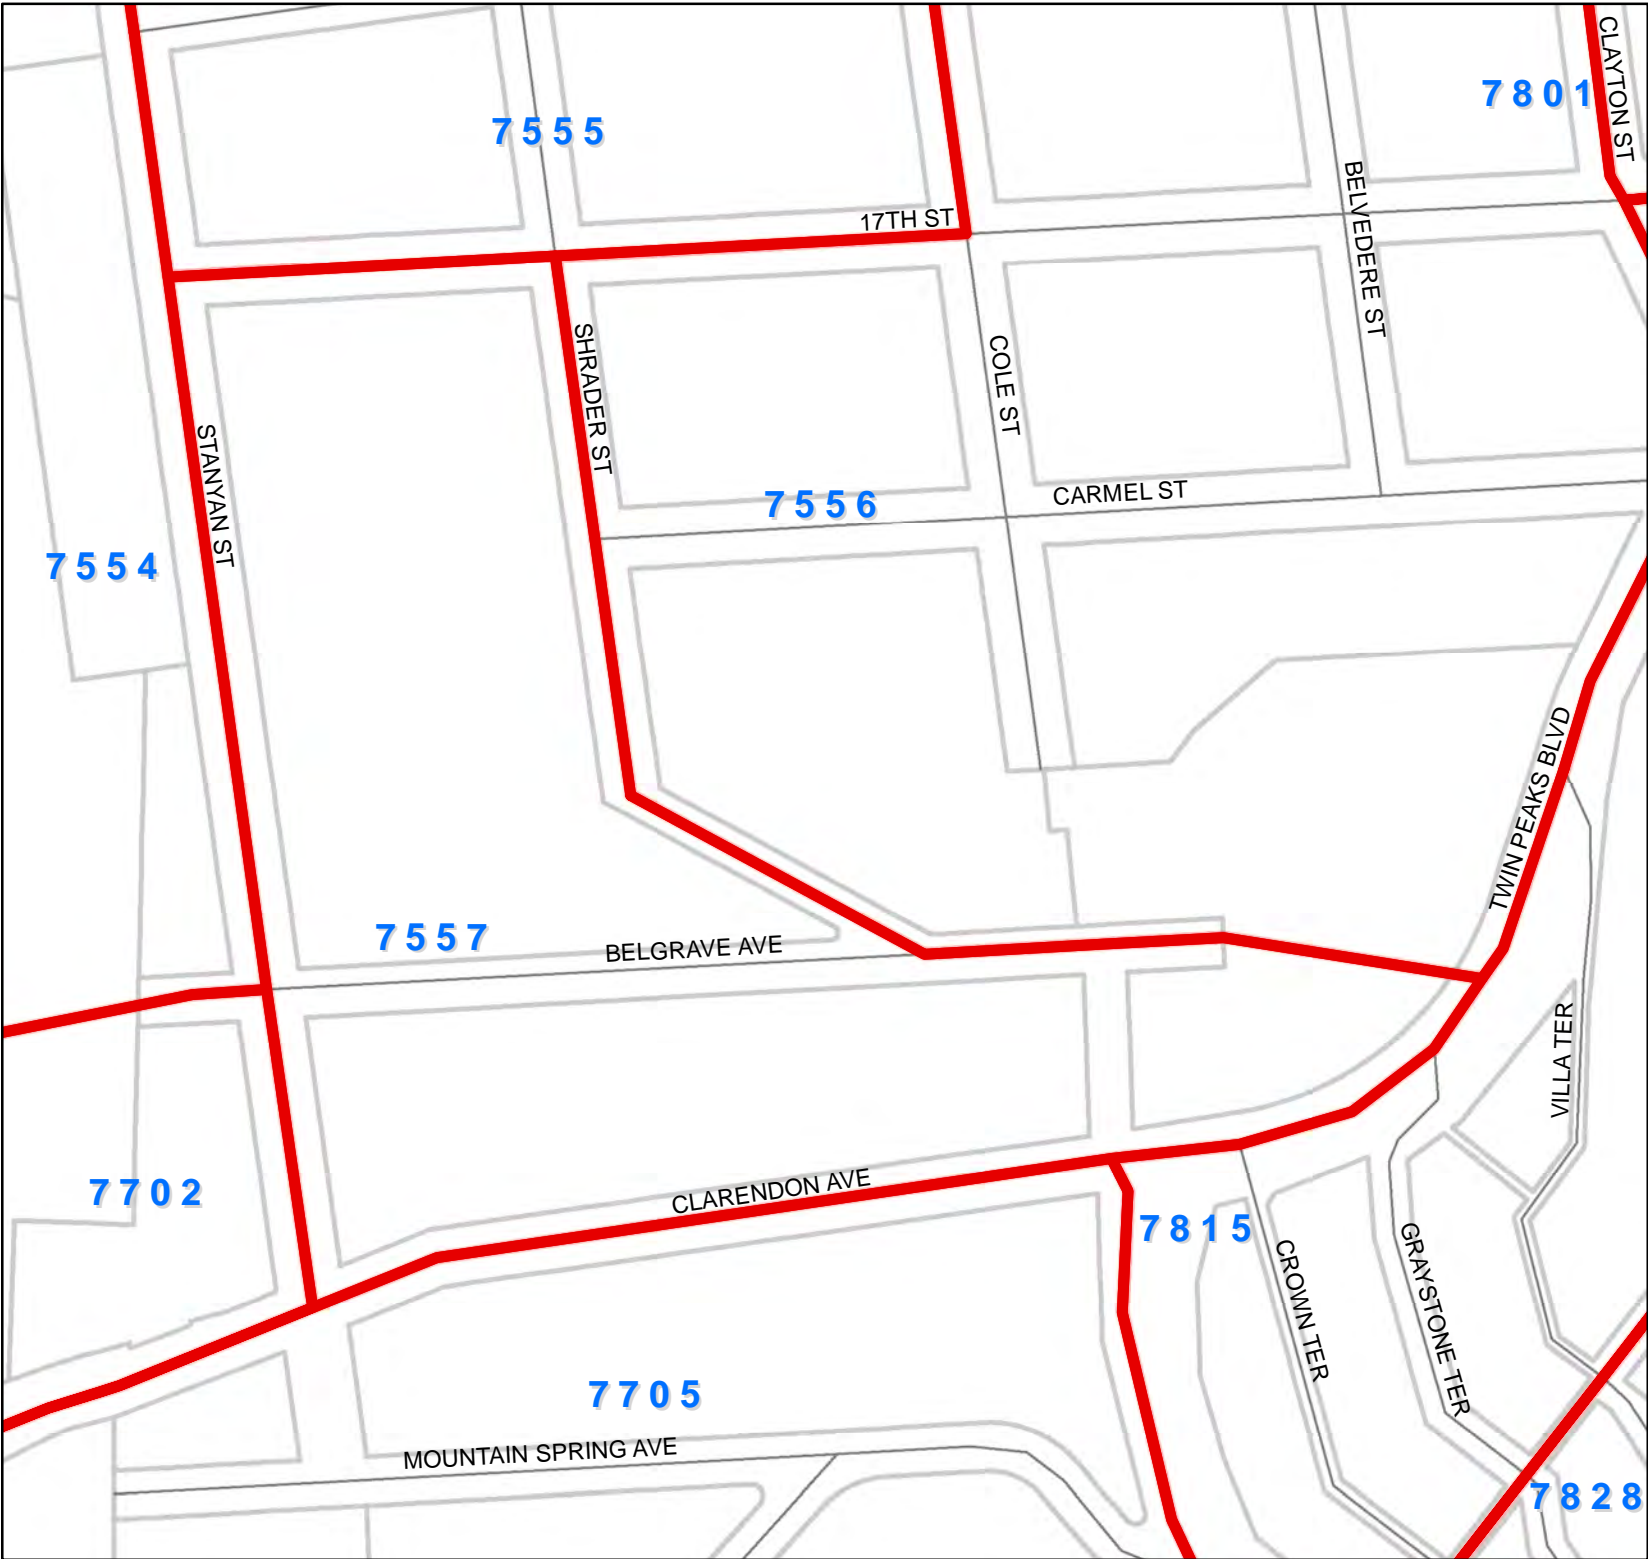 CLAYTON ST
7801
7555
BELVEDERE ST
17TH ST
SHRADER ST
COLE ST
STANYAN ST
CARMEL ST
7556
7554
TWIN PEAKS BLVD
7557
BELGRAVE AVE
VILLA TER
7702
CLARENDON AVE
7815
GRAYSTONE TER
CROWN TER
7705
MOUNTAIN SPRING AVE
7828